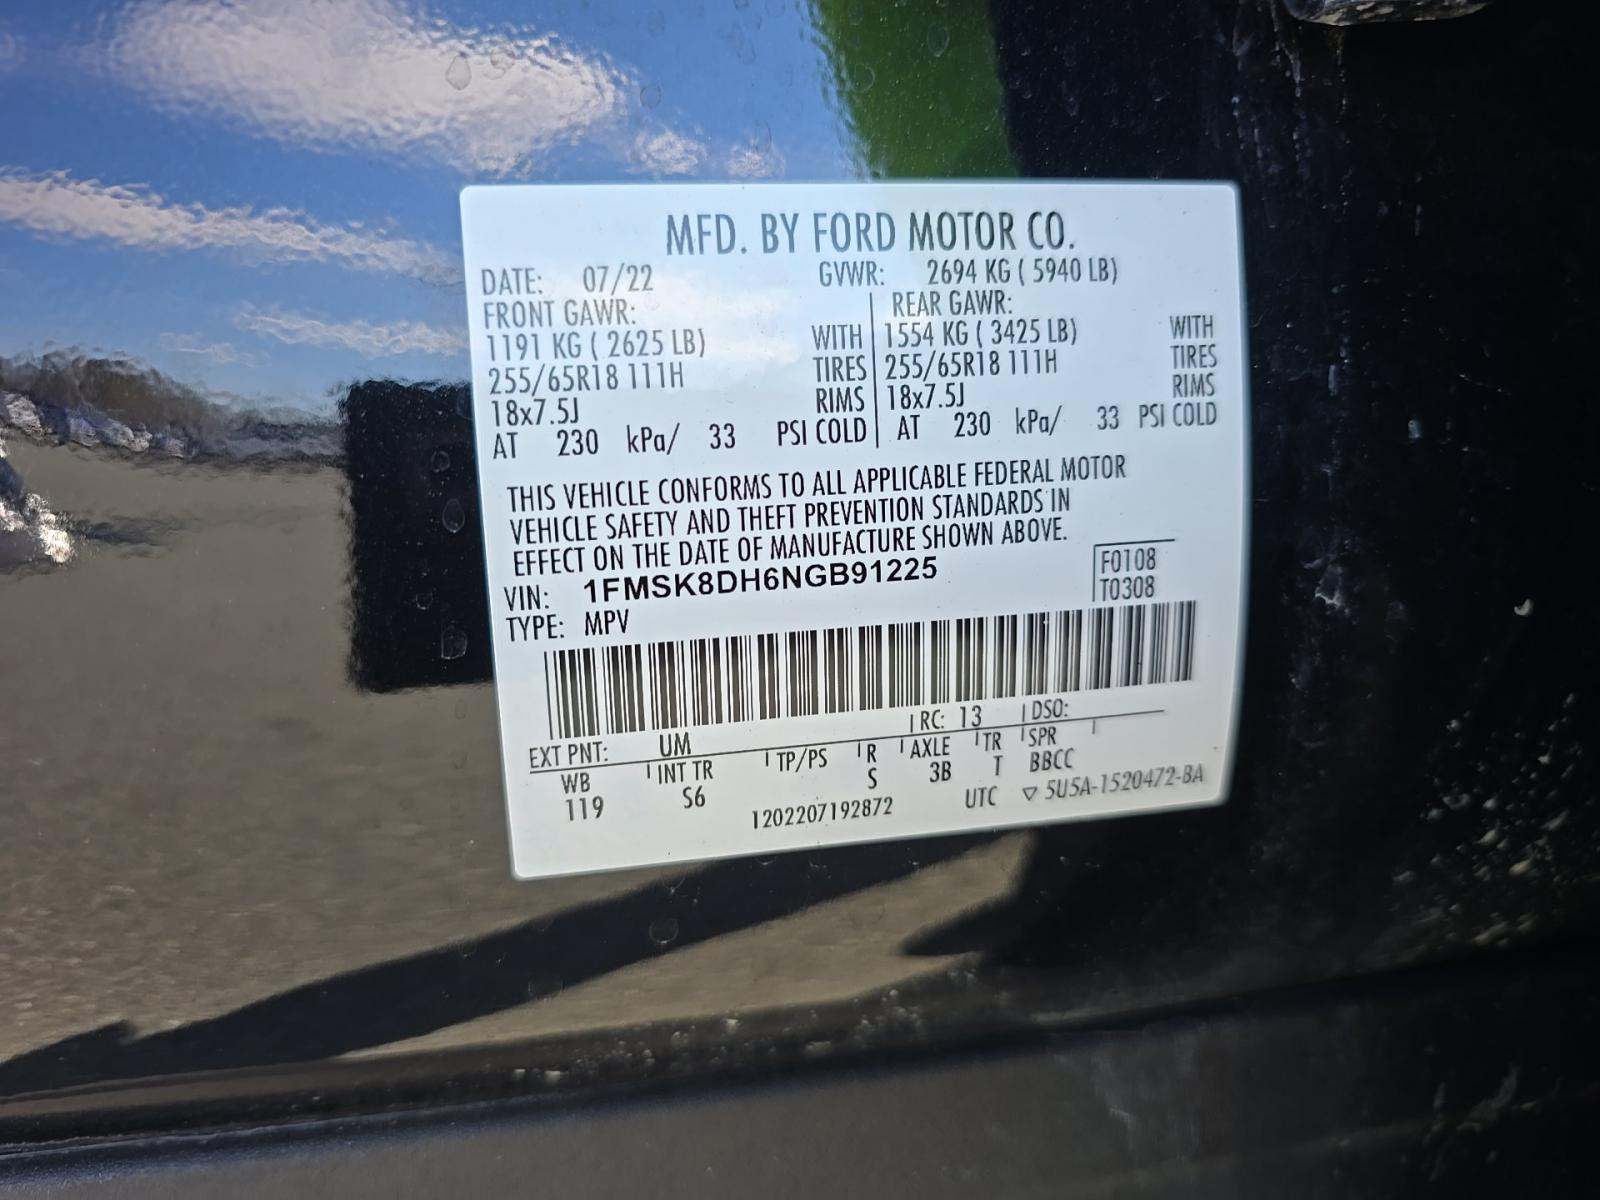 MFD. BY FORD MOTOR CO.
DATE: 07/22 GVWR: 2694 KG ( 5940 LB)
FRONT GAWR: REAR GAWR:
1191 KG ( 2625 LB) WITH 1554 KG ( 3425 LB) WITH
255/65R18 111H TIRES 255/65R18 111H TIRES
18x7.5J RIMS 18x7.5J RIMS
AT 230 kPa/ 33 PSI COLD AT 230 kPa/ 33 PSI COLD
THIS VEHICLE CONFORMS TO ALL APPLICABLE FEDERAL MOTOR
VEHICLE SAFETY AND THEFT PREVENTION STANDARDS IN
EFFECT ON THE DATE OF MANUFACTURE SHOWN ABOVE.
VIN: 1FMSK8DH6NGB91225 F0108
TYPE: MPV T0308
EXT PNT: UM RC: 13 DSO:
WB INT TR TP/PS R AXLE TR SPR
119 S6 S 3B T BBCC
1202207192872 UTC ▽ 5U5A-1520472-BA